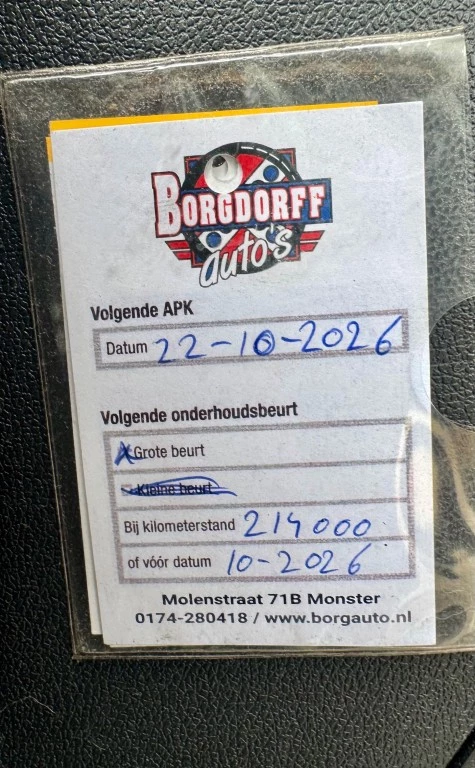 BORGDORFF
auto's
Volgende APK
Datum 22-10-2026
Volgende onderhoudsbeurt
X Grote beurt
Kleine beurt
Bij kilometerstand 214000
of vóór datum 10-2026
Molenstraat 71B Monster
0174-280418 / www.borgauto.nl